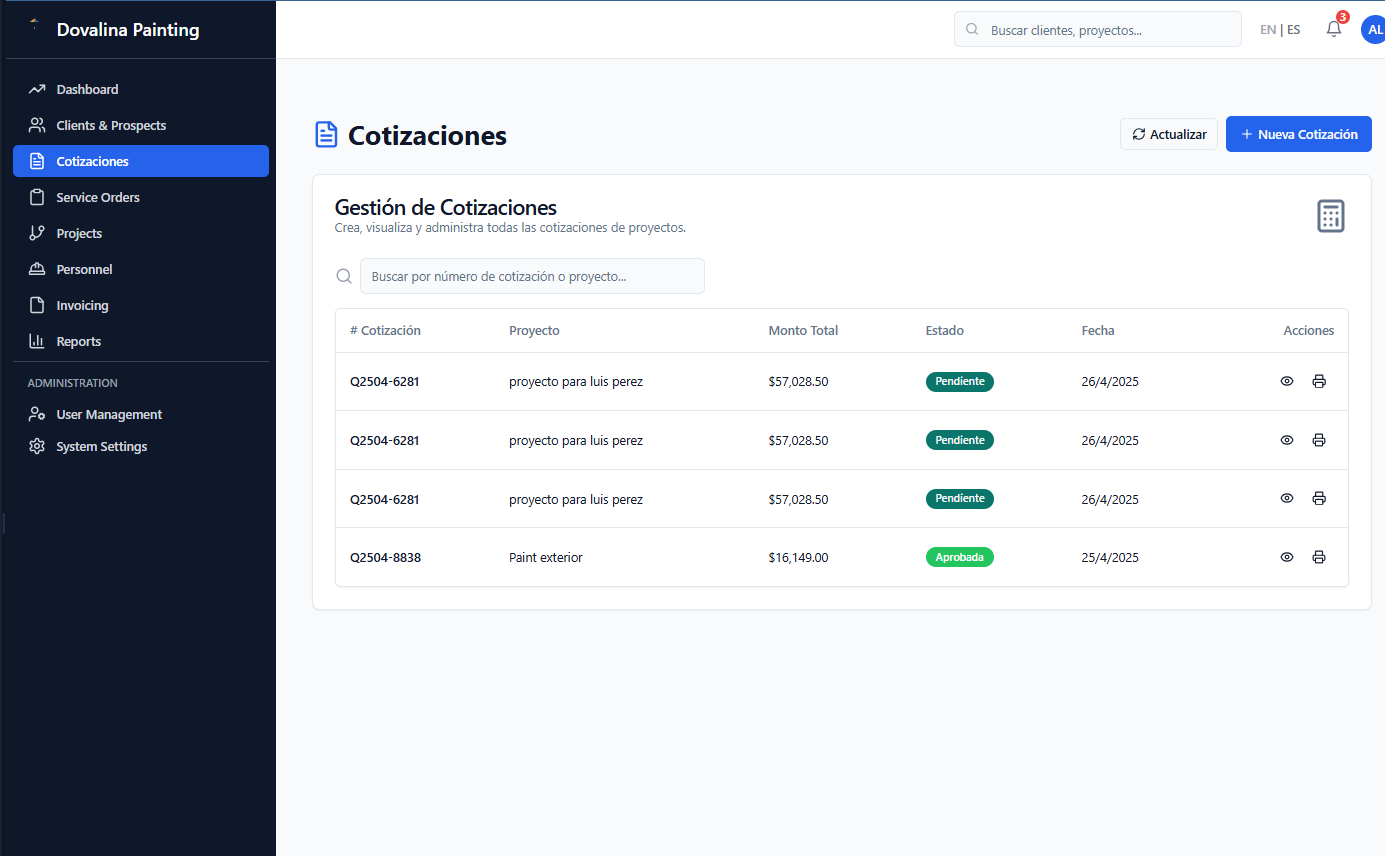 Dovalina Painting
Buscar clientes, proyectos...
EN | ES
3
AL
Dashboard
Clients & Prospects
Cotizaciones
Service Orders
Projects
Personnel
Invoicing
Reports
ADMINISTRATION
User Management
System Settings
Cotizaciones
Actualizar
+ Nueva Cotización
Gestión de Cotizaciones
Crea, visualiza y administra todas las cotizaciones de proyectos.
Buscar por número de cotización o proyecto...
# Cotización Proyecto Monto Total Estado Fecha Acciones
Q2504-6281 proyecto para luis perez $57,028.50 Pendiente 26/4/2025
Q2504-6281 proyecto para luis perez $57,028.50 Pendiente 26/4/2025
Q2504-6281 proyecto para luis perez $57,028.50 Pendiente 26/4/2025
Q2504-8838 Paint exterior $16,149.00 Aprobada 25/4/2025